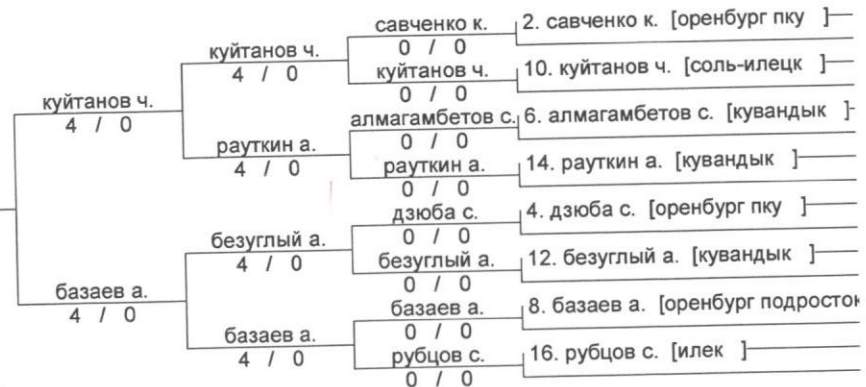 савченко к. 2. савченко к. [оренбург пку ]
куйтанов ч. 0 / 0
4 / 0 куйтанов ч. 10. куйтанов ч. [соль-илецк ]
куйтанов ч. 0 / 0
4 / 0 алмагамбетов с. 6. алмагамбетов с. [кувандык ]
рауткин а. 0 / 0
4 / 0 рауткин а. 14. рауткин а. [кувандык ]
0 / 0
дзюба с. 4. дзюба с. [оренбург пку ]
безуглый а. 0 / 0
4 / 0 безуглый а. 12. безуглый а. [кувандык ]
базаев а. 0 / 0
4 / 0 базаев а. 8. базаев а. [оренбург подросток
базаев а. 0 / 0
4 / 0 рубцов с. 16. рубцов с. [илек ]
0 / 0